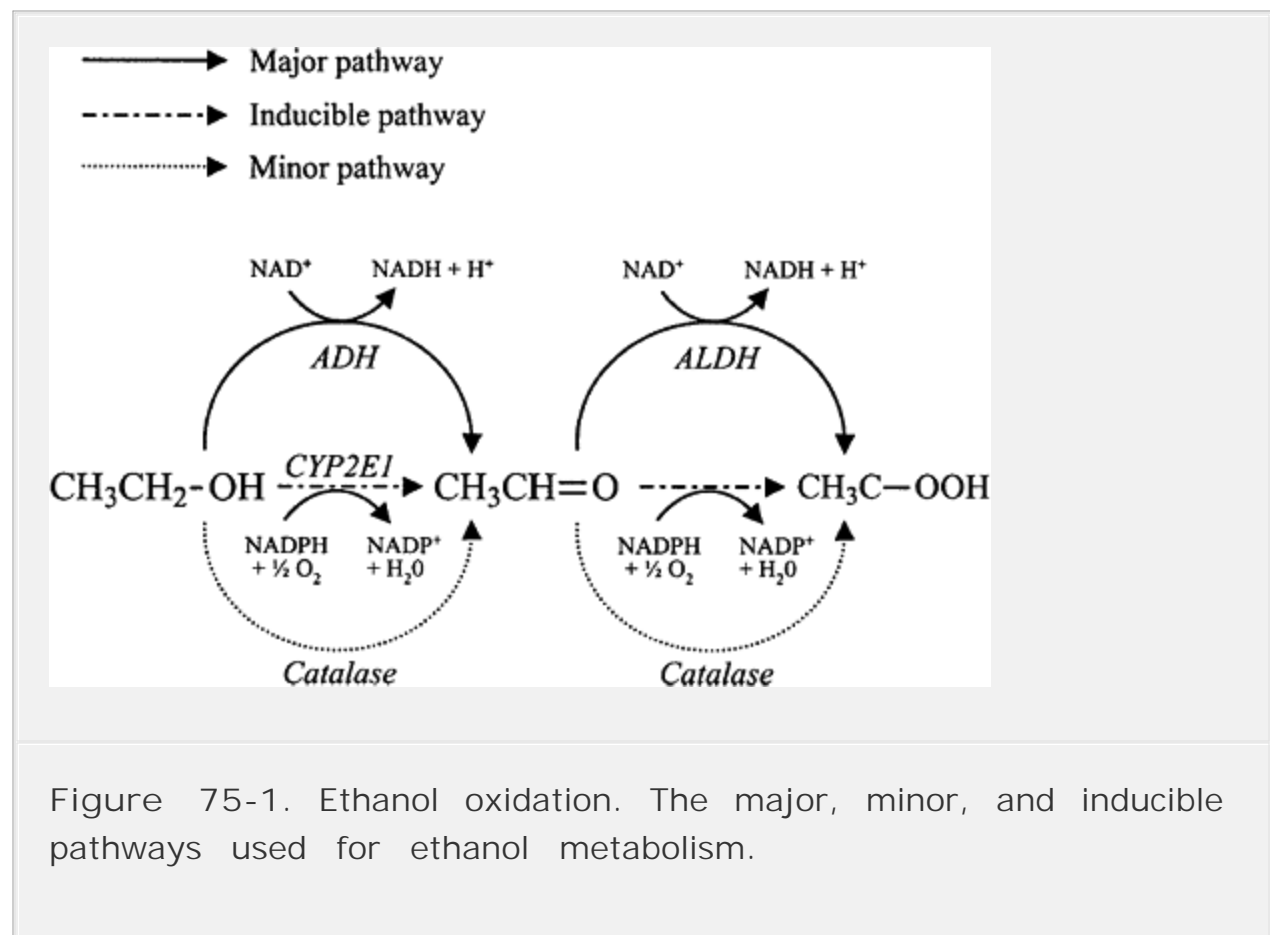 Major pathway
Inducible pathway
Minor pathway
NAD⁺ NADH + H⁺ NAD⁺ NADH + H⁺
ADH ALDH
CH₃CH₂-OH CYP2E1 CH₃CH=O CH₃C—OOH
NADPH NADP⁺ NADPH NADP⁺
+ ½ O₂ + H₂0 + ½ O₂ + H₂0
Catalase Catalase
Figure 75-1. Ethanol oxidation. The major, minor, and inducible
pathways used for ethanol metabolism.